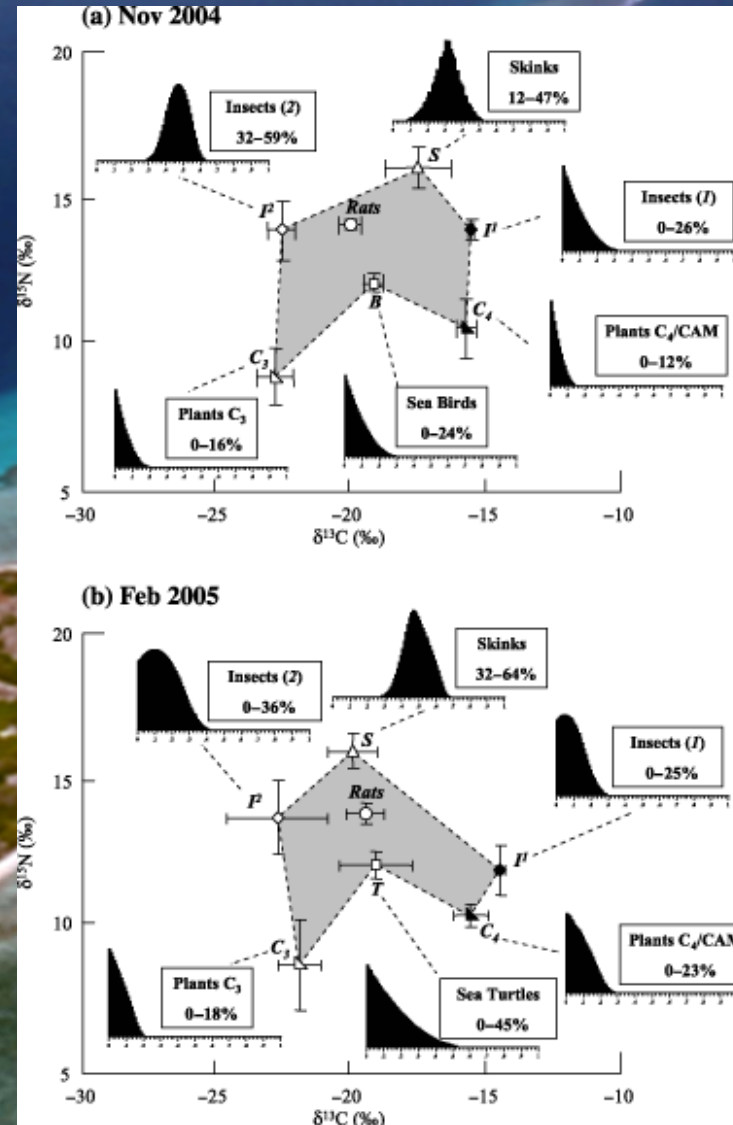 (a) Nov 2004
20
15
10
5
δ¹⁵N (‰)
Insects (2)
32–59%
Skinks
12–47%
Insects (1)
0–26%
Plants C₄/CAM
0–12%
Sea Birds
0–24%
Plants C₃
0–16%
I²
Rats
S
I¹
B
C₄
C₃
–30
–25
–20
–15
–10
δ¹³C (‰)
(b) Feb 2005
20
15
10
5
δ¹⁵N (‰)
Insects (2)
0–36%
Skinks
32–64%
Insects (1)
0–25%
Plants C₄/CAM
0–23%
Sea Turtles
0–45%
Plants C₃
0–18%
I²
Rats
S
I¹
T
C₄
C₃
–30
–25
–20
–15
–10
δ¹³C (‰)